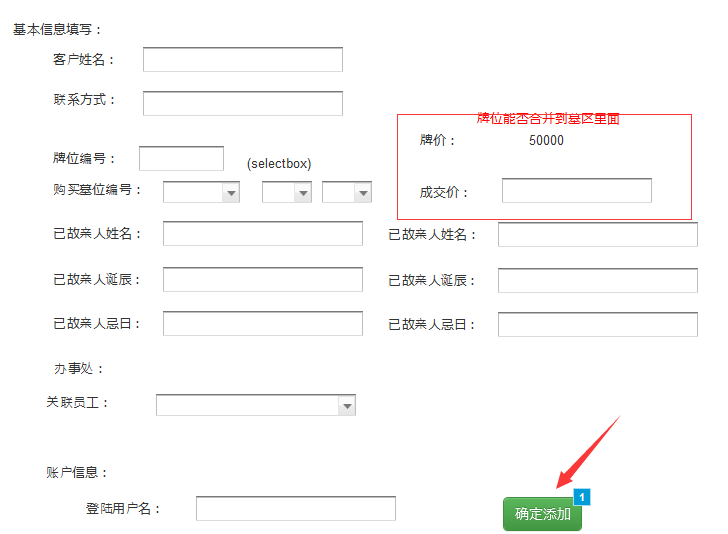 基本信息填写：
客户姓名：
联系方式：
牌位能否合并到墓区里面
牌价： 50000
牌位编号： (selectbox)
购买墓位编号：
成交价：
已故亲人姓名： 已故亲人姓名：
已故亲人诞辰： 已故亲人诞辰：
已故亲人忌日： 已故亲人忌日：
办事处：
关联员工：
账户信息：
登陆用户名：
确定添加 1